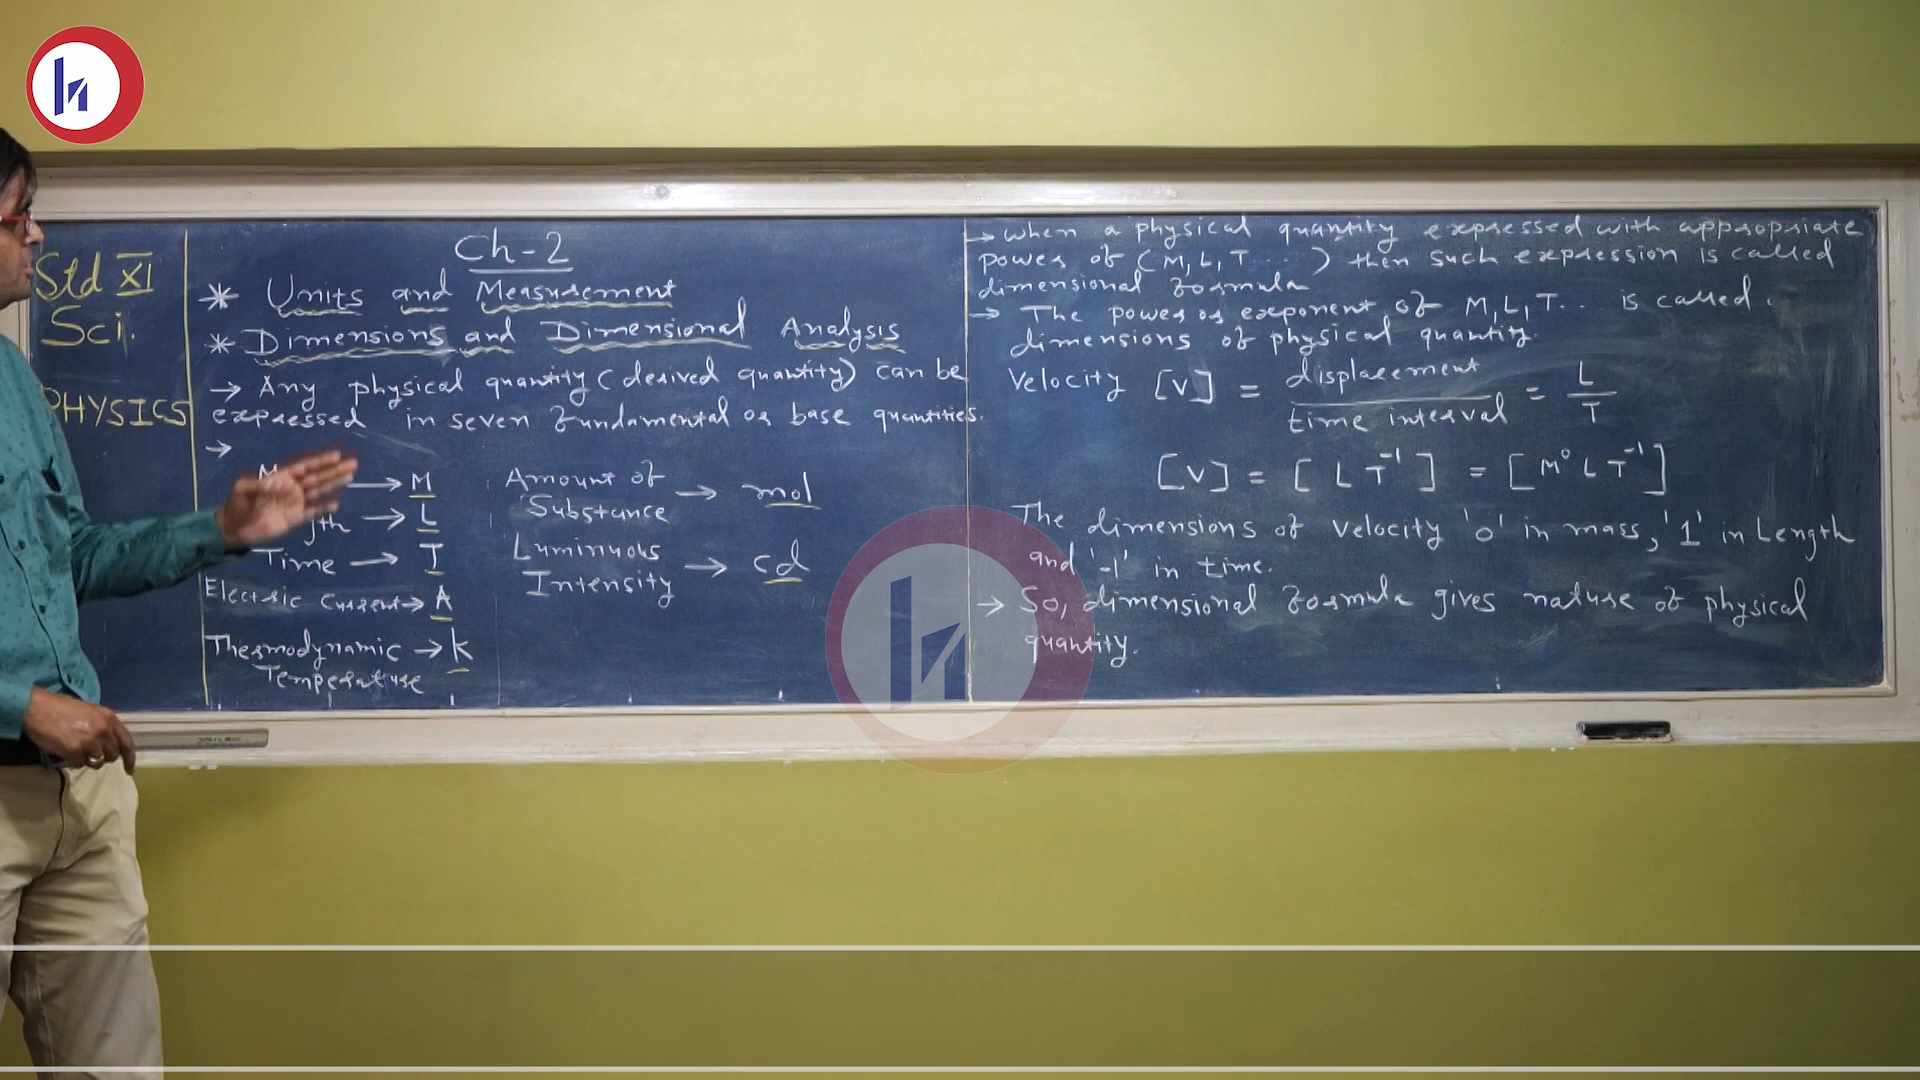 Std XI
Sci.
PHYSICS
Ch-2
* Units and Measurement
* Dimensions and Dimensional Analysis
→ Any physical quantity (derived quantity) can be
expressed in seven fundamental or base quantities.
→
→ M
gth → L
Time → T
Electric Current → A
Thermodynamic → K
Temperature
Amount of
Substance → mol
Luminuous
Intensity → cd
→ When a physical quantity expressed with appropriate
power of (M, L, T ... ) then such expression is called
dimensional formula
→ The power or exponent of M, L, T... is called
dimensions of physical quantity.
Velocity [V] = displacement / time interval = L / T
[V] = [L T⁻¹] = [M⁰ L T⁻¹]
The dimensions of velocity '0' in mass, '1' in Length
and '-1' in time.
→ So, dimensional formula gives nature of physical
quantity.